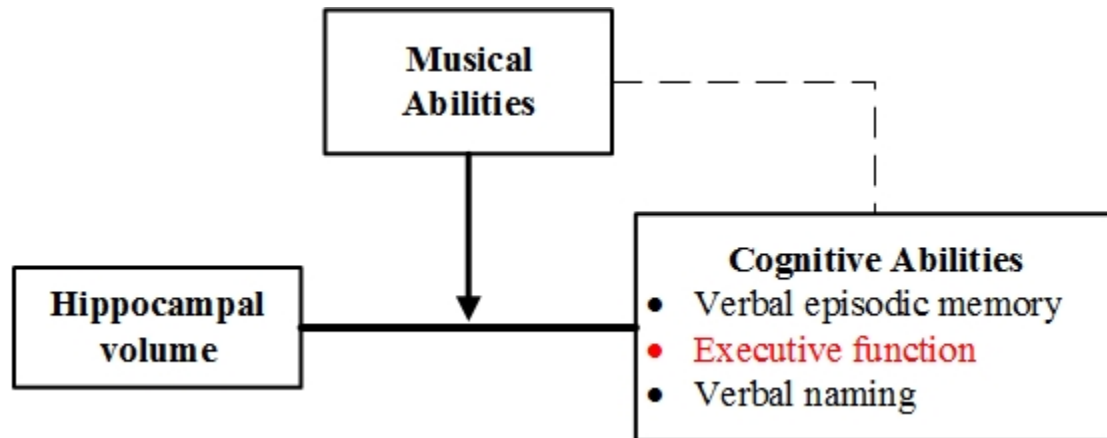 Musical
Abilities
Hippocampal
volume
Cognitive Abilities
• Verbal episodic memory
• Executive function
• Verbal naming